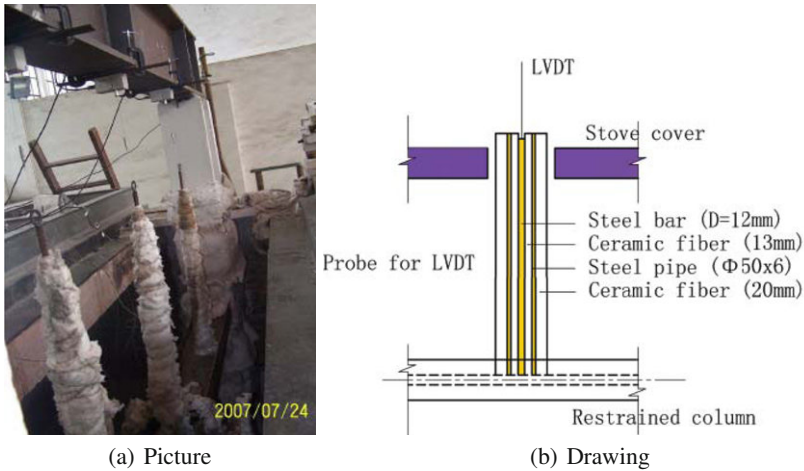 2007/07/24
(a) Picture
LVDT
Stove cover
Steel bar (D=12mm)
Ceramic fiber (13mm)
Probe for LVDT
Steel pipe (Φ50x6)
Ceramic fiber (20mm)
Restrained column
(b) Drawing